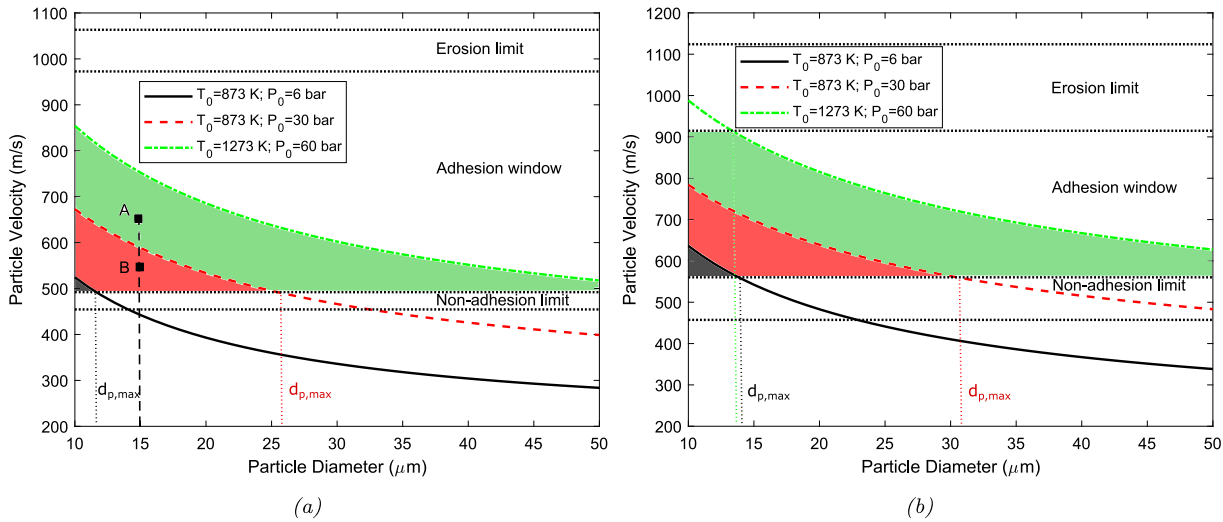 1100
1000
900
800
700
600
500
400
300
200
Particle Velocity (m/s)
Erosion limit
T0=873 K; P0=6 bar
T0=873 K; P0=30 bar
T0=1273 K; P0=60 bar
Adhesion window
A
B
Non-adhesion limit
dp,max
dp,max
10 15 20 25 30 35 40 45 50
Particle Diameter (μm)
(a)
1200
1100
1000
900
800
700
600
500
400
300
200
Particle Velocity (m/s)
T0=873 K; P0=6 bar
T0=873 K; P0=30 bar
T0=1273 K; P0=60 bar
Erosion limit
Adhesion window
Non-adhesion limit
dp,max
dp,max
10 15 20 25 30 35 40 45 50
Particle Diameter (μm)
(b)